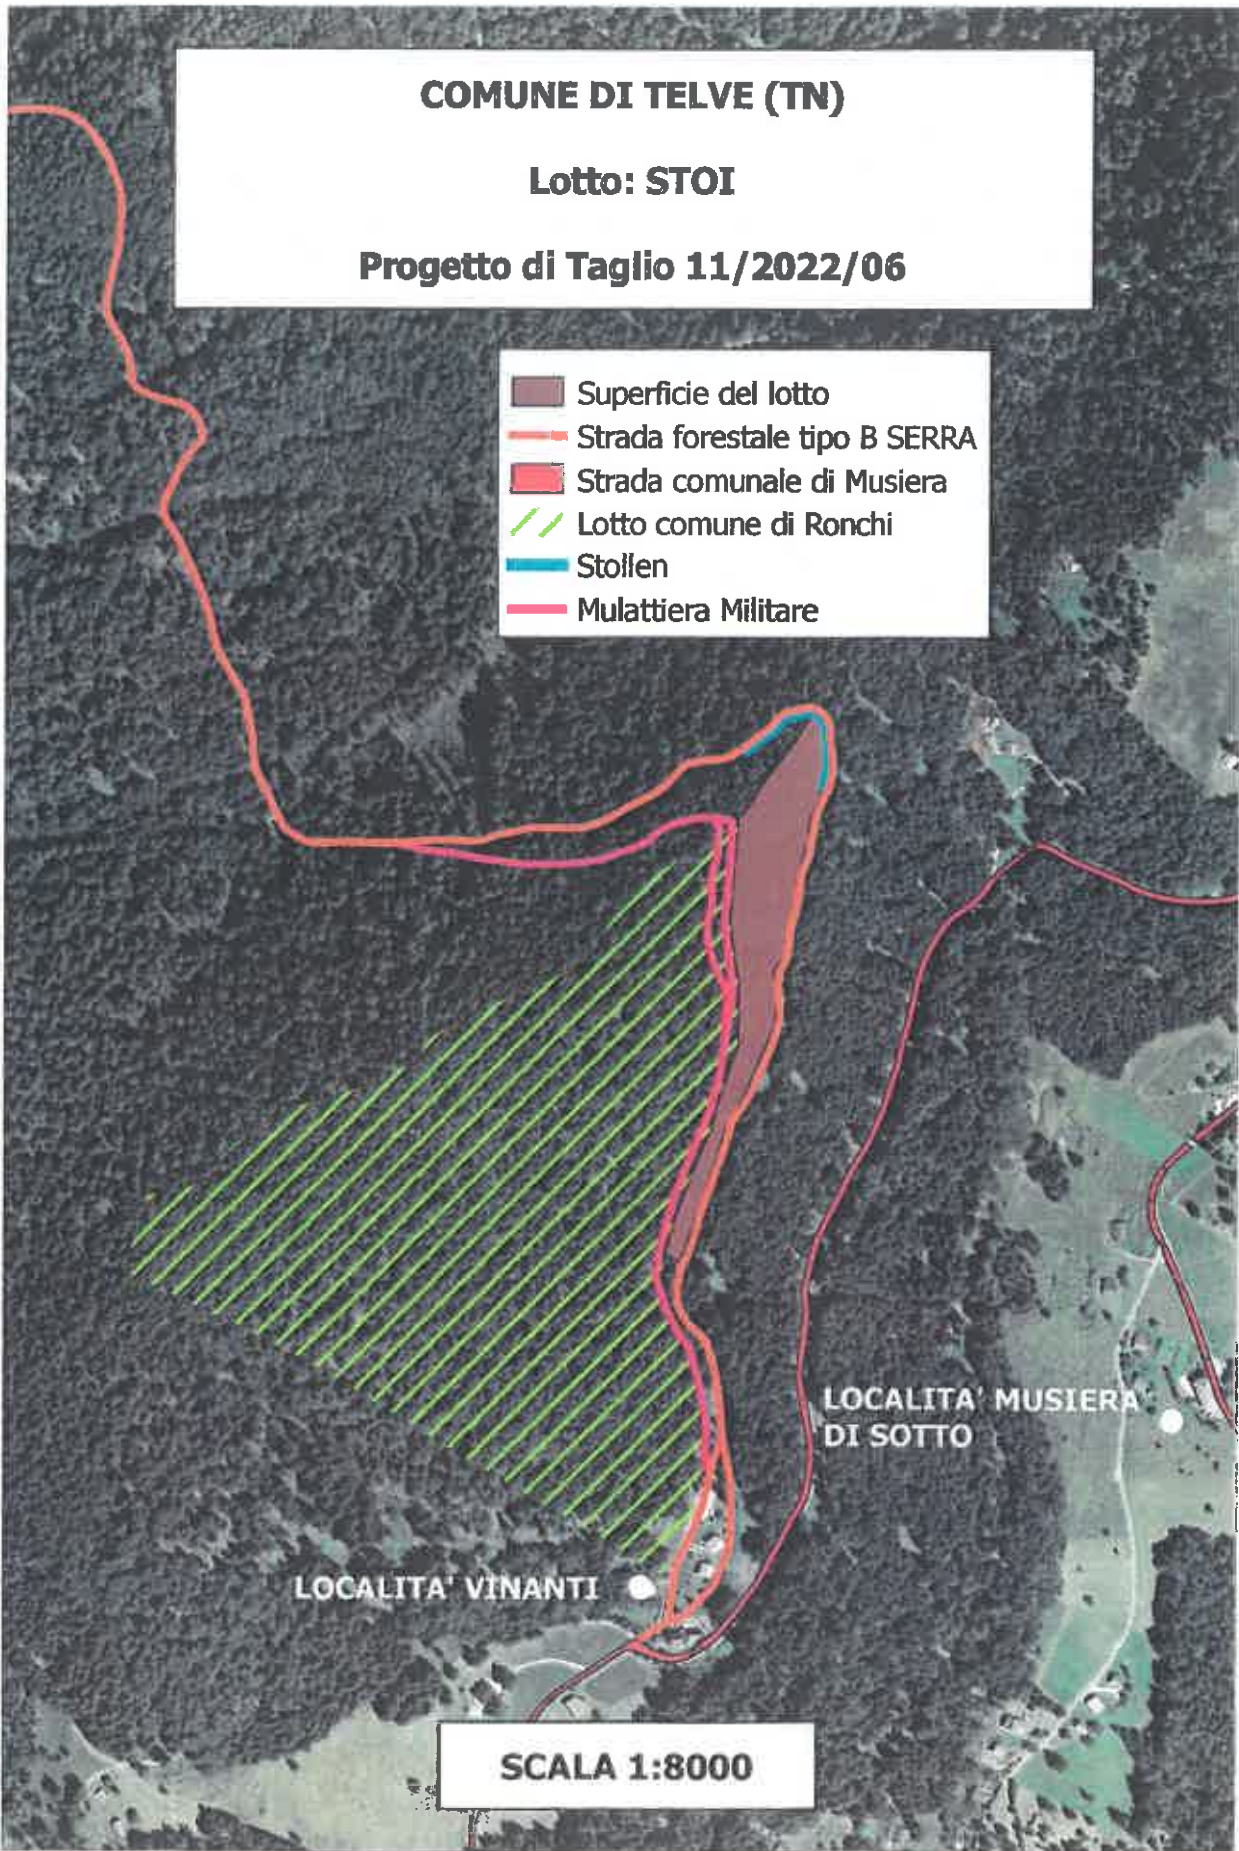 COMUNE DI TELVE (TN)
Lotto: STOI
Progetto di Taglio 11/2022/06
Superficie del lotto
Strada forestale tipo B SERRA
Strada comunale di Musiera
Lotto comune di Ronchi
Stollen
Mulattiera Militare
LOCALITA' MUSIERA
DI SOTTO
LOCALITA' VINANTI
SCALA 1:8000